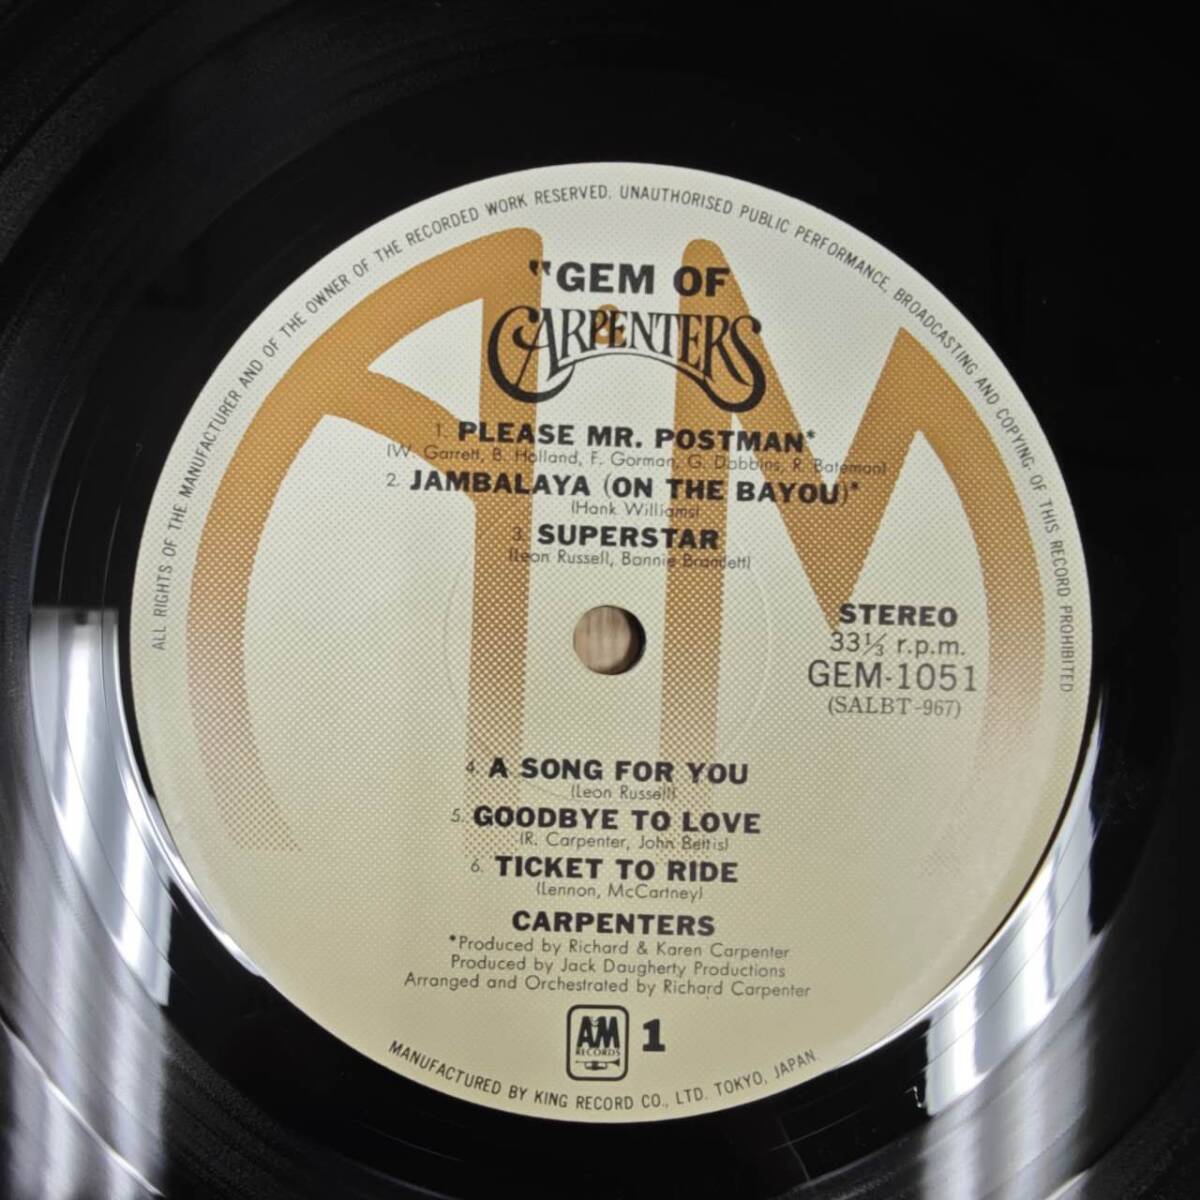 ALL RIGHTS OF THE MANUFACTURER AND OF THE OWNER OF THE RECORDED WORK RESERVED. UNAUTHORISED PUBLIC PERFORMANCE, BROADCASTING AND COPYING OF THIS RECORD PROHIBITED
"GEM OF
CARPENTERS
1. PLEASE MR. POSTMAN*
(W. Garrett, B. Holland, F. Gorman, G. Dobbins, R. Bateman)
2. JAMBALAYA (ON THE BAYOU)*
(Hank Williams)
3. SUPERSTAR
(Leon Russell, Bonnie Bramlett)
STEREO
33⅓ r.p.m.
GEM-1051
(SALBT-967)
4. A SONG FOR YOU
(Leon Russell)
5. GOODBYE TO LOVE
(R. Carpenter, John Bettis)
6. TICKET TO RIDE
(Lennon, McCartney)
CARPENTERS
*Produced by Richard & Karen Carpenter
Produced by Jack Daugherty Productions
Arranged and Orchestrated by Richard Carpenter
A&M
RECORDS
1
MANUFACTURED BY KING RECORD CO., LTD. TOKYO, JAPAN